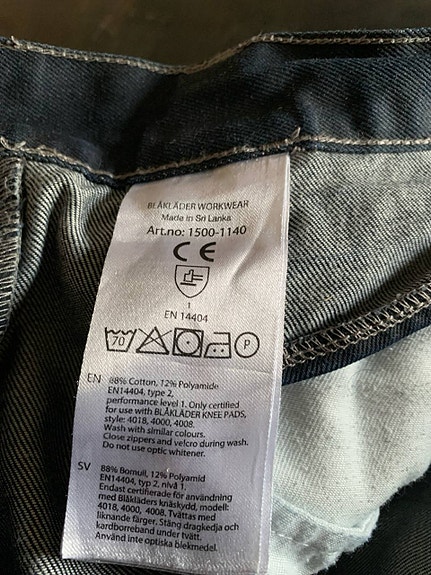 BLÅKLÄDER WORKWEAR
Made in Sri Lanka
Art.no: 1500-1140
CE
1
EN 14404
70 P
EN 88% Cotton, 12% Polyamide
EN14404, type 2,
performance level 1. Only certified
for use with BLÅKLÄDER KNEE PADS,
style: 4018, 4000, 4008.
Wash with similar colours.
Close zippers and velcro during wash.
Do not use optic whitener.
SV 88% Bomull, 12% Polyamid
EN14404, typ 2, nivå 1.
Endast certifierade för användning
med Blåkläders knäskydd, modell:
4018, 4000, 4008. Tvättas med
liknande färger. Stäng dragkedja och
kardborreband under tvätt.
Använd inte optiska blekmedel.